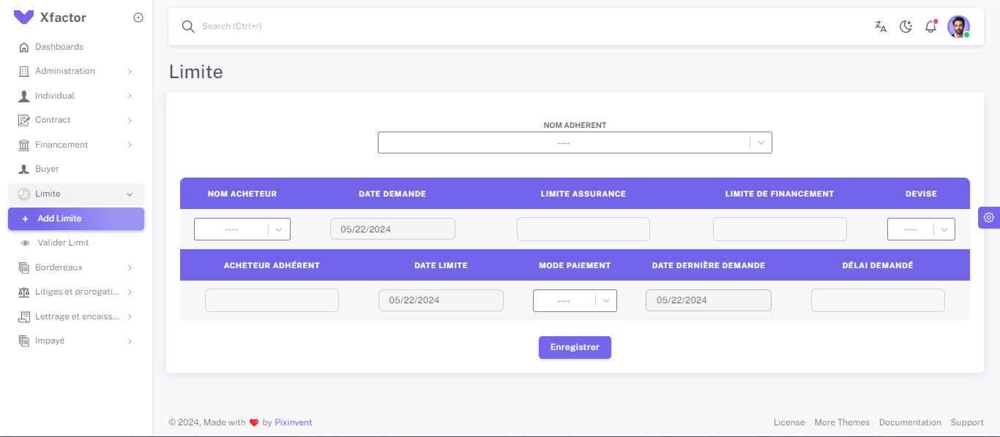 Xfactor
Dashboards
Administration
Individual
Contract
Financement
Buyer
Limite
Add Limite
Valider Limit
Bordereaux
Litiges et prorogati...
Lettrage et encaiss...
Impayé
Search (Ctrl+/)
Limite
NOM ADHERENT
----
NOM ACHETEUR DATE DEMANDE LIMITE ASSURANCE LIMITE DE FINANCEMENT DEVISE
---- 05/22/2024 ----
ACHETEUR ADHÉRENT DATE LIMITE MODE PAIEMENT DATE DERNIÈRE DEMANDE DÉLAI DEMANDÉ
05/22/2024 ---- 05/22/2024
Enregistrer
© 2024, Made with ❤ by Pixinvent
License More Themes Documentation Support